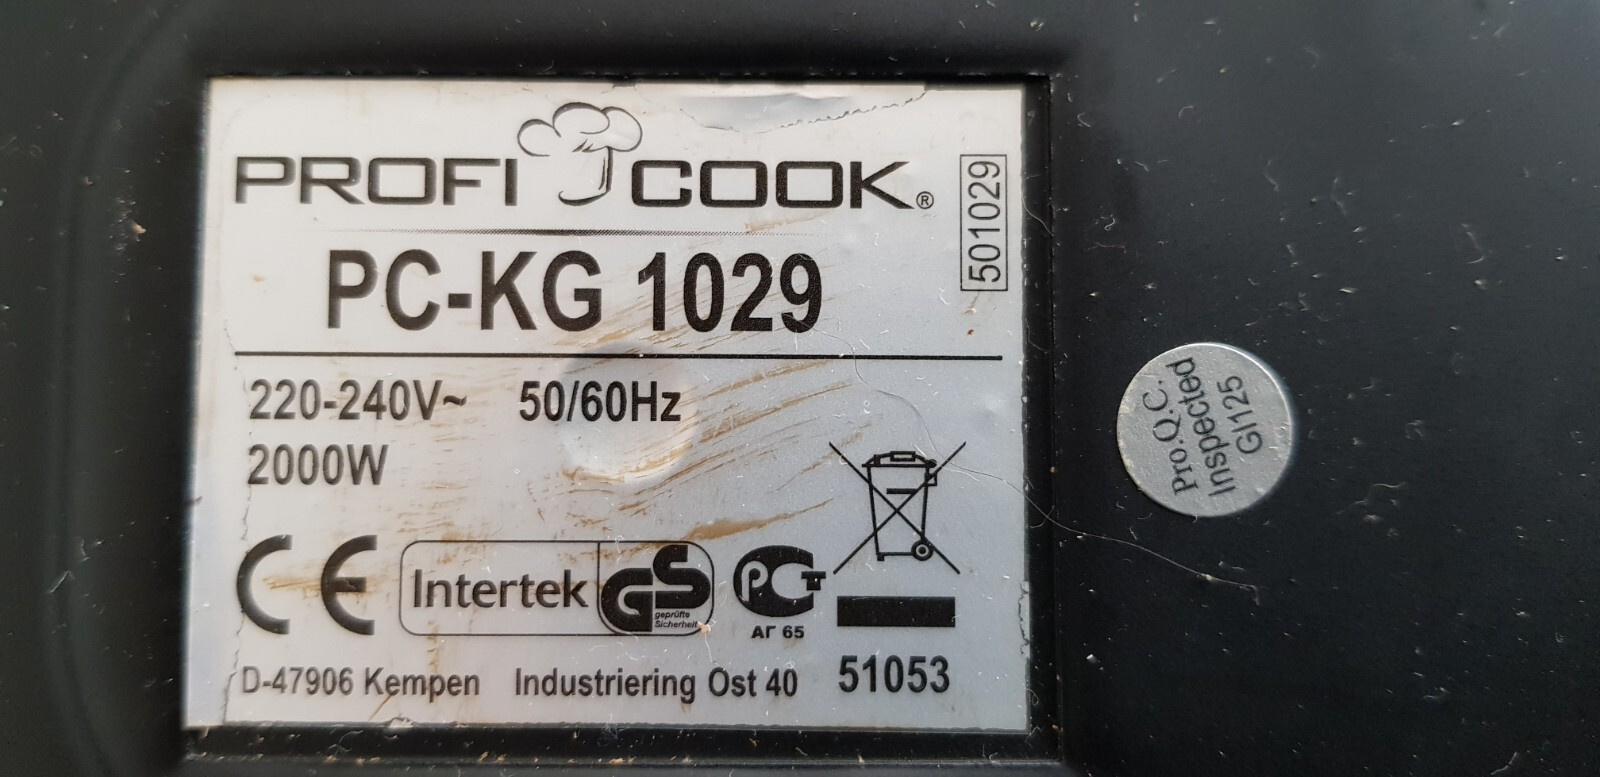 PROFI COOK®
501029
PC-KG 1029
220-240V~ 50/60Hz
2000W
CE Intertek GS geprüfte Sicherheit PCT
АГ 65
D-47906 Kempen Industriering Ost 40 51053
Pro.Q.C.
Inspected
GI125